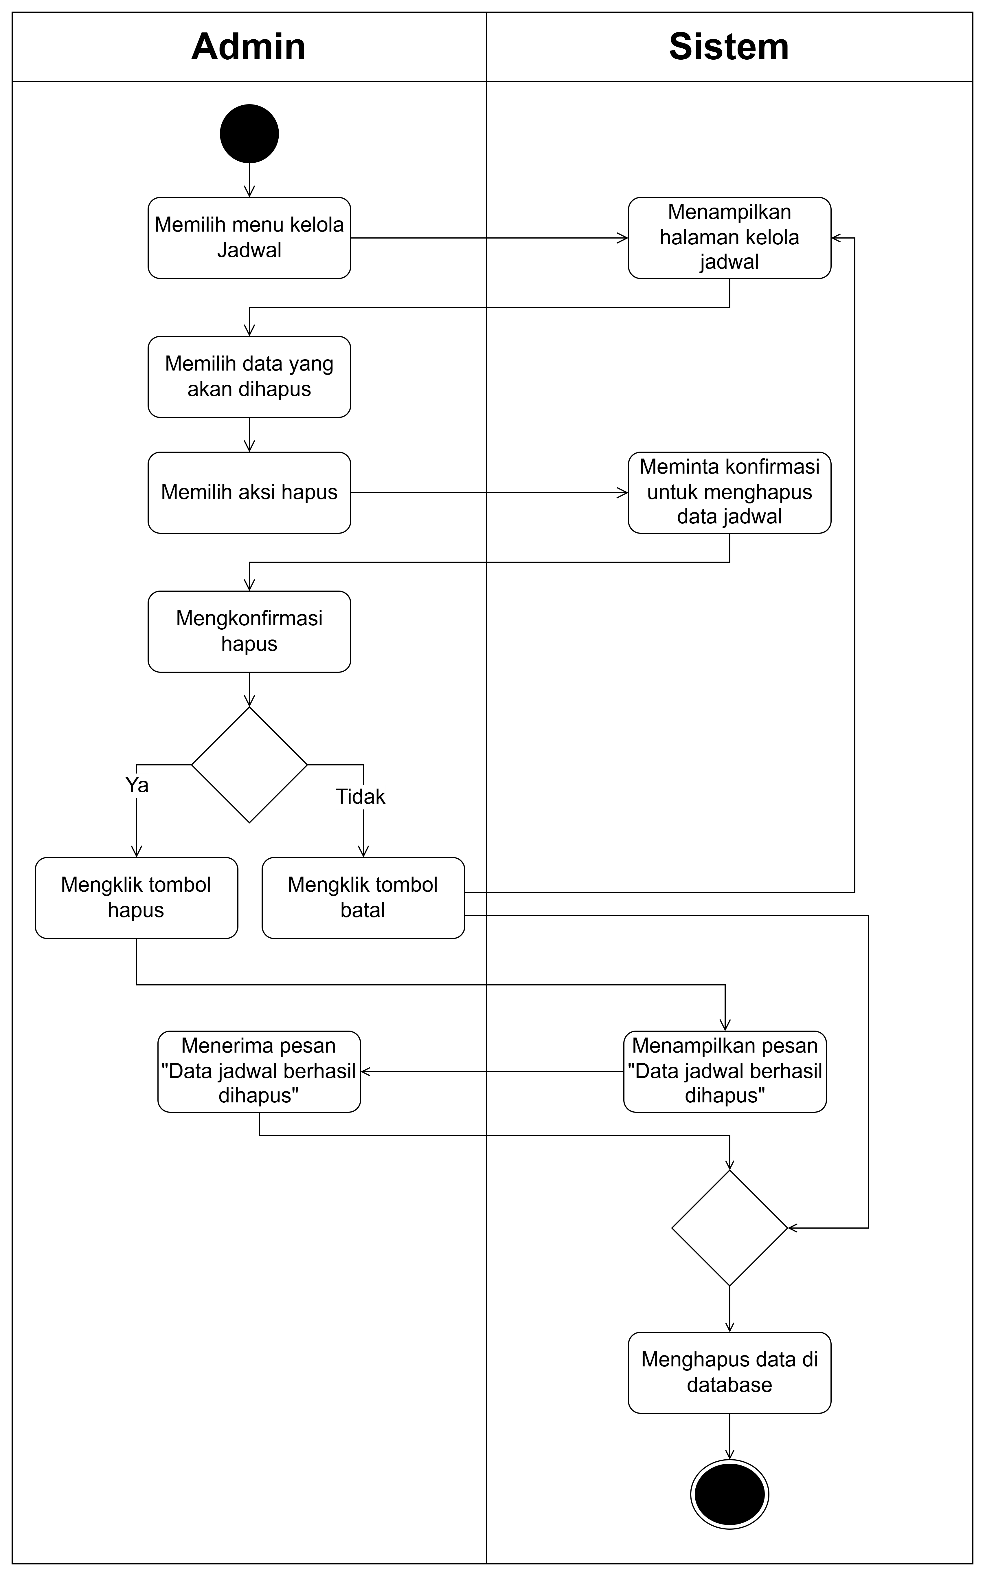 Admin
Sistem
Memilih menu kelola
Jadwal
Menampilkan
halaman kelola
jadwal
Memilih data yang
akan dihapus
Memilih aksi hapus
Meminta konfirmasi
untuk menghapus
data jadwal
Mengkonfirmasi
hapus
Ya
Tidak
Mengklik tombol
hapus
Mengklik tombol
batal
Menerima pesan
"Data jadwal berhasil
dihapus"
Menampilkan pesan
"Data jadwal berhasil
dihapus"
Menghapus data di
database